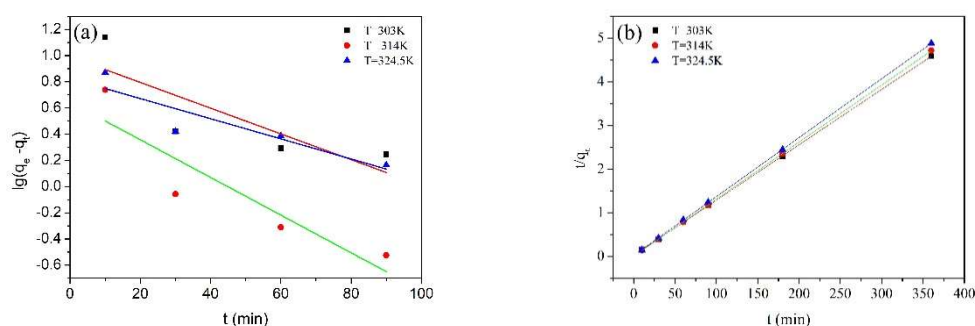 (a)
T 303K
T 314K
T=324.5K
1.2
1.0
0.8
0.6
0.4
0.2
0.0
-0.2
-0.4
-0.6
0 20 40 60 80 100
lg(qe -qt)
t (min)
(b)
T 303K
T=314K
T=324.5K
5
4
3
2
1
0
0 50 100 150 200 250 300 350 400
t/qt
t (min)